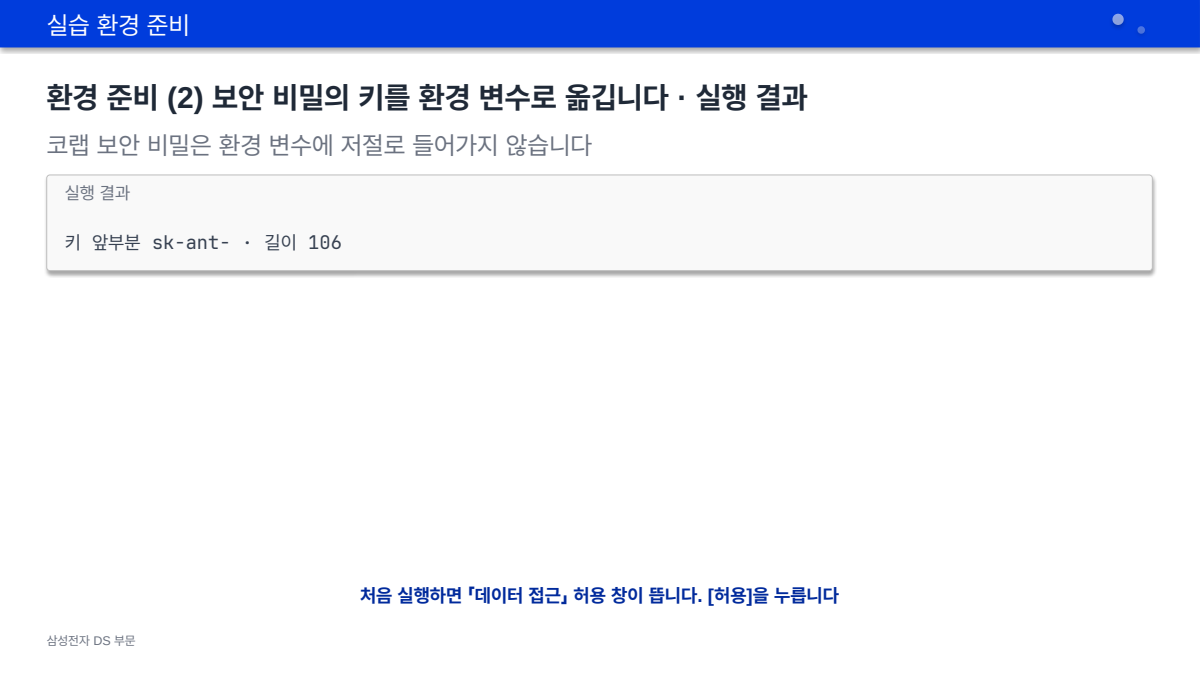 실습 환경 준비
환경 준비 (2) 보안 비밀의 키를 환경 변수로 옮깁니다 · 실행 결과
코랩 보안 비밀은 환경 변수에 저절로 들어가지 않습니다
실행 결과
키 앞부분 sk-ant- · 길이 106
처음 실행하면 「데이터 접근」 허용 창이 뜹니다. [허용]을 누릅니다
삼성전자 DS 부문